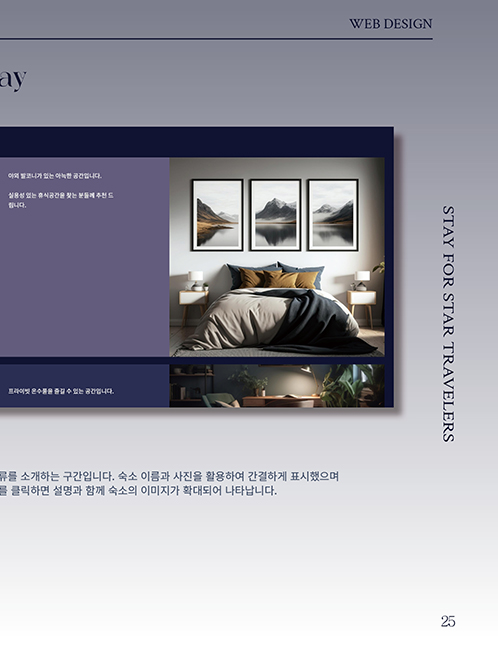 WEB DESIGN
ay
야외 발코니가 있는 아늑한 공간입니다.
실용성 있는 휴식공간을 찾는 분들께 추천 드
립니다.
프라이빗 온수풀을 즐길 수 있는 공간입니다.
STAY FOR STAR TRAVELERS
류를 소개하는 구간입니다. 숙소 이름과 사진을 활용하여 간결하게 표시했으며
를 클릭하면 설명과 함께 숙소의 이미지가 확대되어 나타납니다.
25